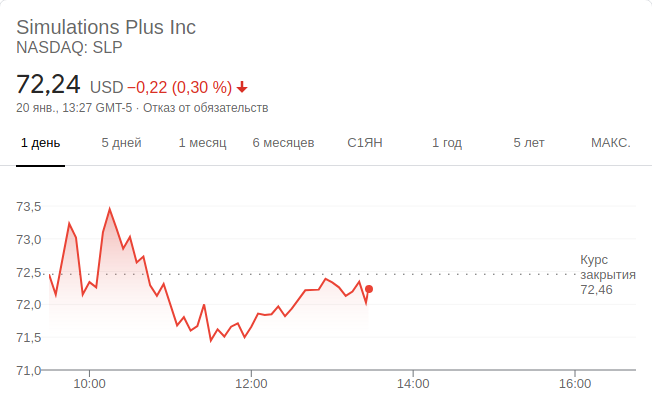 Simulations Plus Inc
NASDAQ: SLP
72,24 USD −0,22 (0,30 %)
20 янв., 13:27 GMT-5 · Отказ от обязательств
1 день 5 дней 1 месяц 6 месяцев С1ЯН 1 год 5 лет МАКС.
73,5
73,0
72,5
72,0
71,5
71,0
Курс
закрытия
72,46
10:00 12:00 14:00 16:00